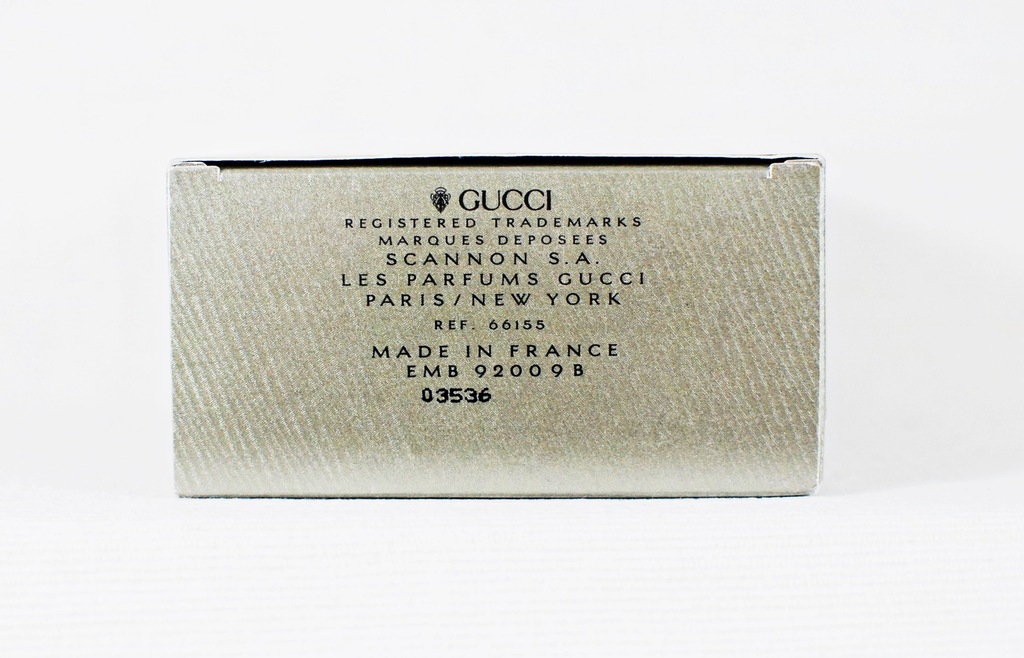 GUCCI
REGISTERED TRADEMARKS
MARQUES DEPOSEES
SCANNON S.A.
LES PARFUMS GUCCI
PARIS/NEW YORK
REF. 66155
MADE IN FRANCE
EMB 92009B
03536